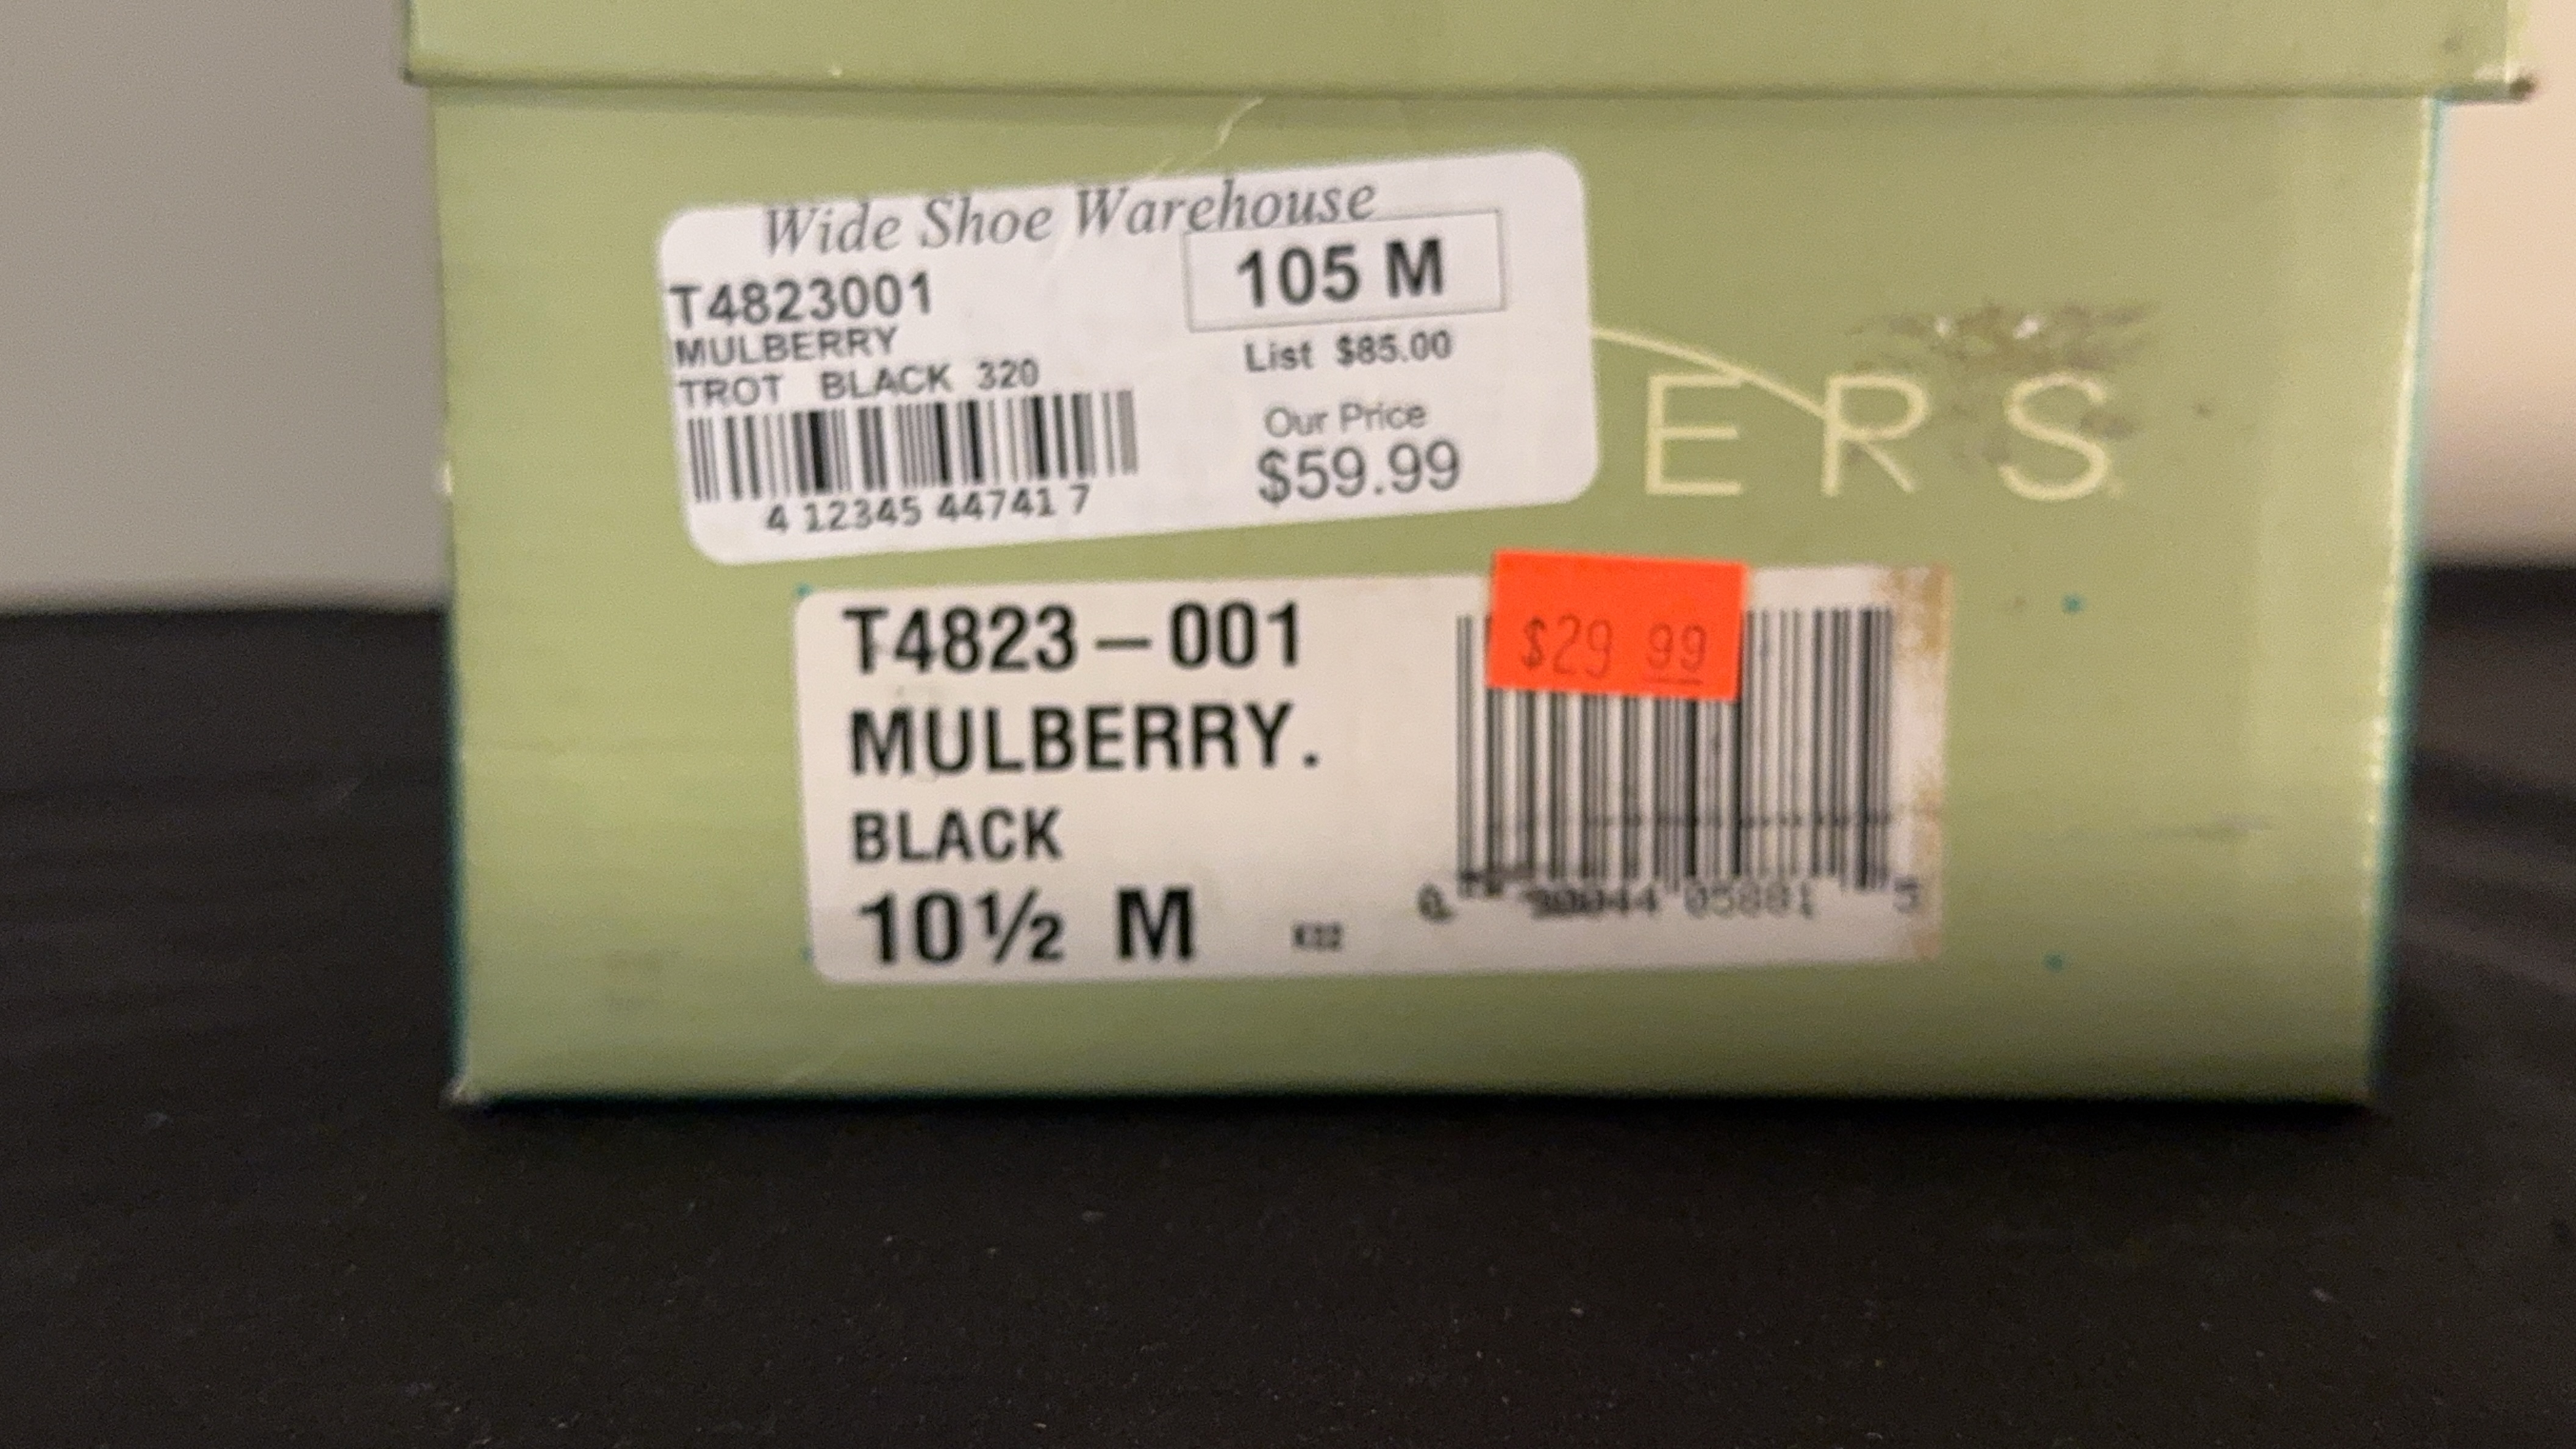 Wide Shoe Warehouse
105 M
T4823001
MULBERRY
TROT BLACK 320
List $85.00
Our Price
$59.99
4 12345 44741 7
ERS
T4823-001
MULBERRY.
BLACK
10½ M
$29 99